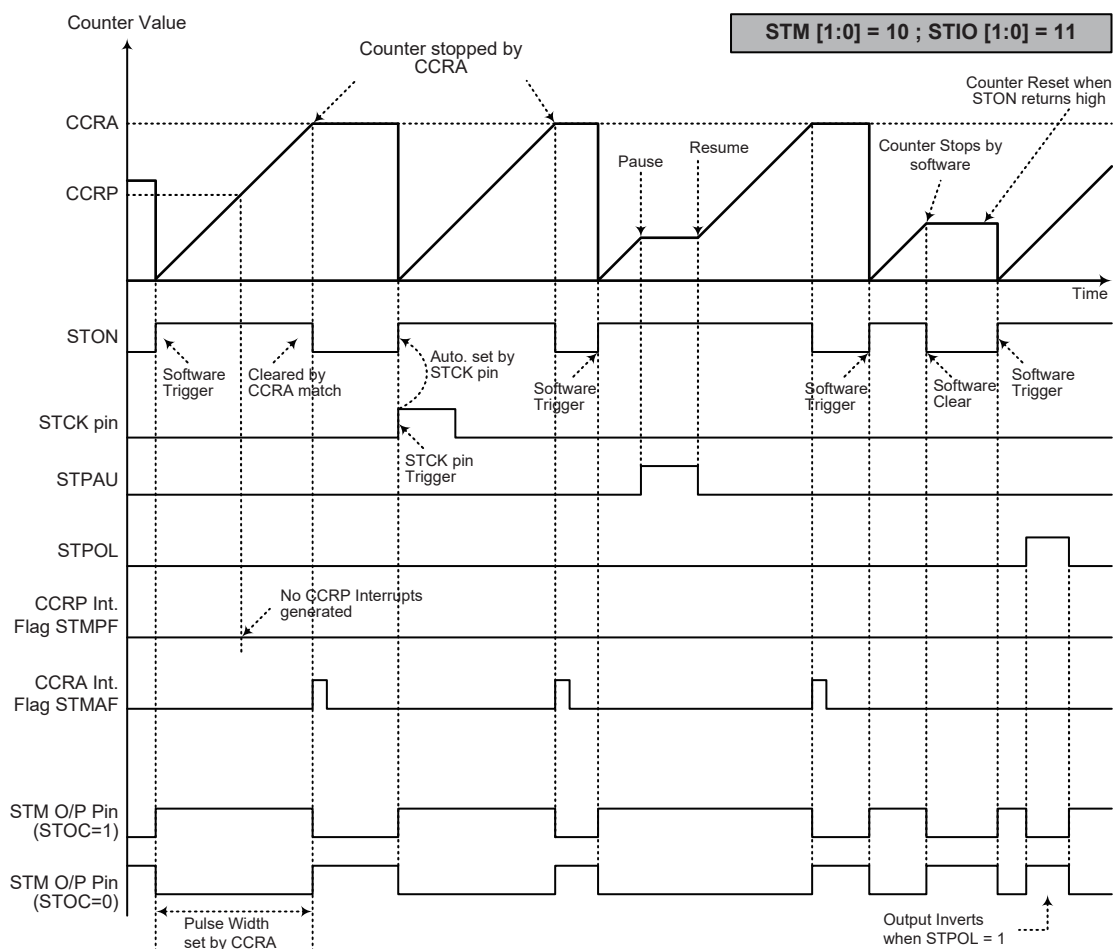 Counter Value
STM [1:0] = 10 ; STIO [1:0] = 11
Counter stopped by
CCRA
Counter Reset when
STON returns high
CCRA
Pause
Resume
Counter Stops by
software
CCRP
Time
STON
Software
Trigger
Cleared by
CCRA match
Auto. set by
STCK pin
Software
Trigger
Software
Trigger
Software
Clear
Software
Trigger
STCK pin
STCK pin
Trigger
STPAU
STPOL
CCRP Int.
Flag STMPF
No CCRP Interrupts
generated
CCRA Int.
Flag STMAF
STM O/P Pin
(STOC=1)
STM O/P Pin
(STOC=0)
Pulse Width
set by CCRA
Output Inverts
when STPOL = 1